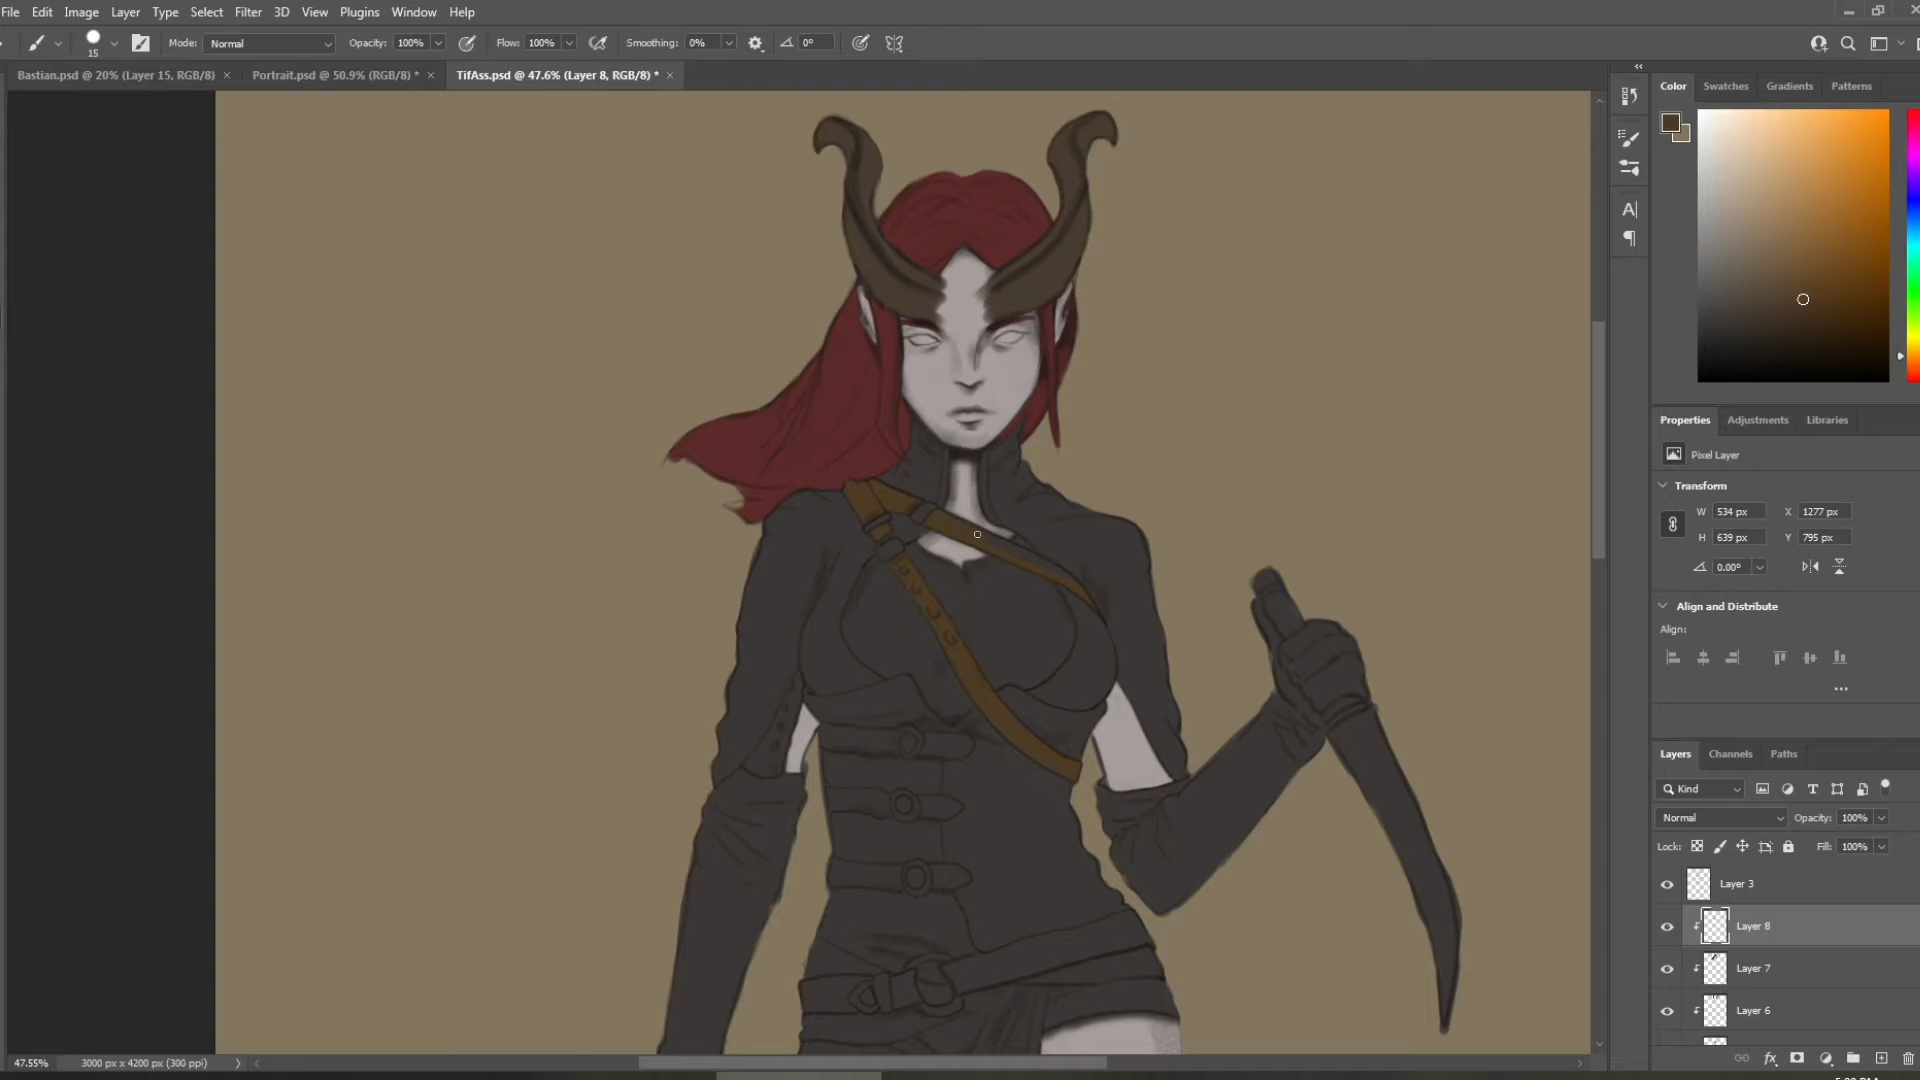 File Edit Image Layer Type Select Filter 3D View Plugins Window Help
15 Mode: Normal Opacity: 100% Flow: 100% Smoothing: 0% 0°
Bastian.psd @ 20% (Layer 15, RGB/8) × Portrait.psd @ 50.9% (RGB/8) * × TifAss.psd @ 47.6% (Layer 8, RGB/8) * ×
Color Swatches Gradients Patterns
Properties Adjustments Libraries
Pixel Layer
Transform
W 534 px X 1277 px
H 639 px Y 795 px
0.00°
Align and Distribute
Align:
Layers Channels Paths
Kind
Normal Opacity: 100%
Lock: Fill: 100%
Layer 3
Layer 8
Layer 7
Layer 6
47.55% 3000 px x 4200 px (300 ppi)